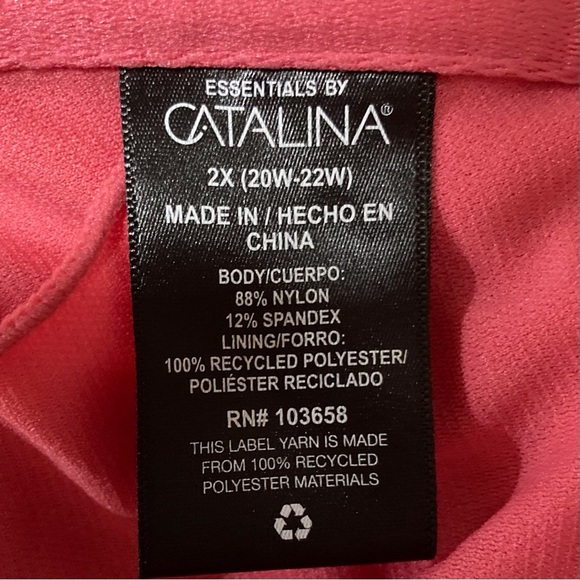 ESSENTIALS BY
CATALINA®
2X (20W-22W)
MADE IN / HECHO EN
CHINA
BODY/CUERPO:
88% NYLON
12% SPANDEX
LINING/FORRO:
100% RECYCLED POLYESTER/
POLIÉSTER RECICLADO
RN# 103658
THIS LABEL YARN IS MADE
FROM 100% RECYCLED
POLYESTER MATERIALS